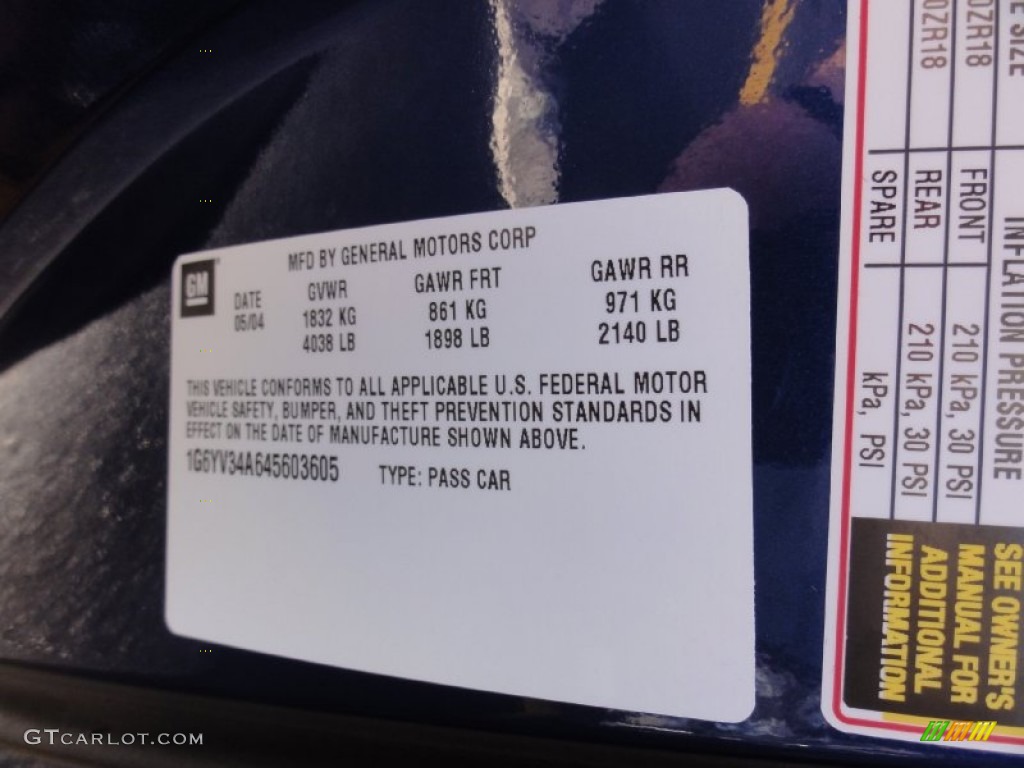 GM
MFD BY GENERAL MOTORS CORP
DATE GVWR GAWR FRT GAWR RR
05/04 1832 KG 861 KG 971 KG
4038 LB 1898 LB 2140 LB
THIS VEHICLE CONFORMS TO ALL APPLICABLE U.S. FEDERAL MOTOR
VEHICLE SAFETY, BUMPER, AND THEFT PREVENTION STANDARDS IN
EFFECT ON THE DATE OF MANUFACTURE SHOWN ABOVE.
1G6YV34A645603605 TYPE: PASS CAR
SIZE INFLATION PRESSURE
0ZR18 FRONT 210 kPa, 30 PSI
0ZR18 REAR 210 kPa, 30 PSI
SPARE kPa, PSI
SEE OWNER'S
MANUAL FOR
ADDITIONAL
INFORMATION
GTCARLOT.COM